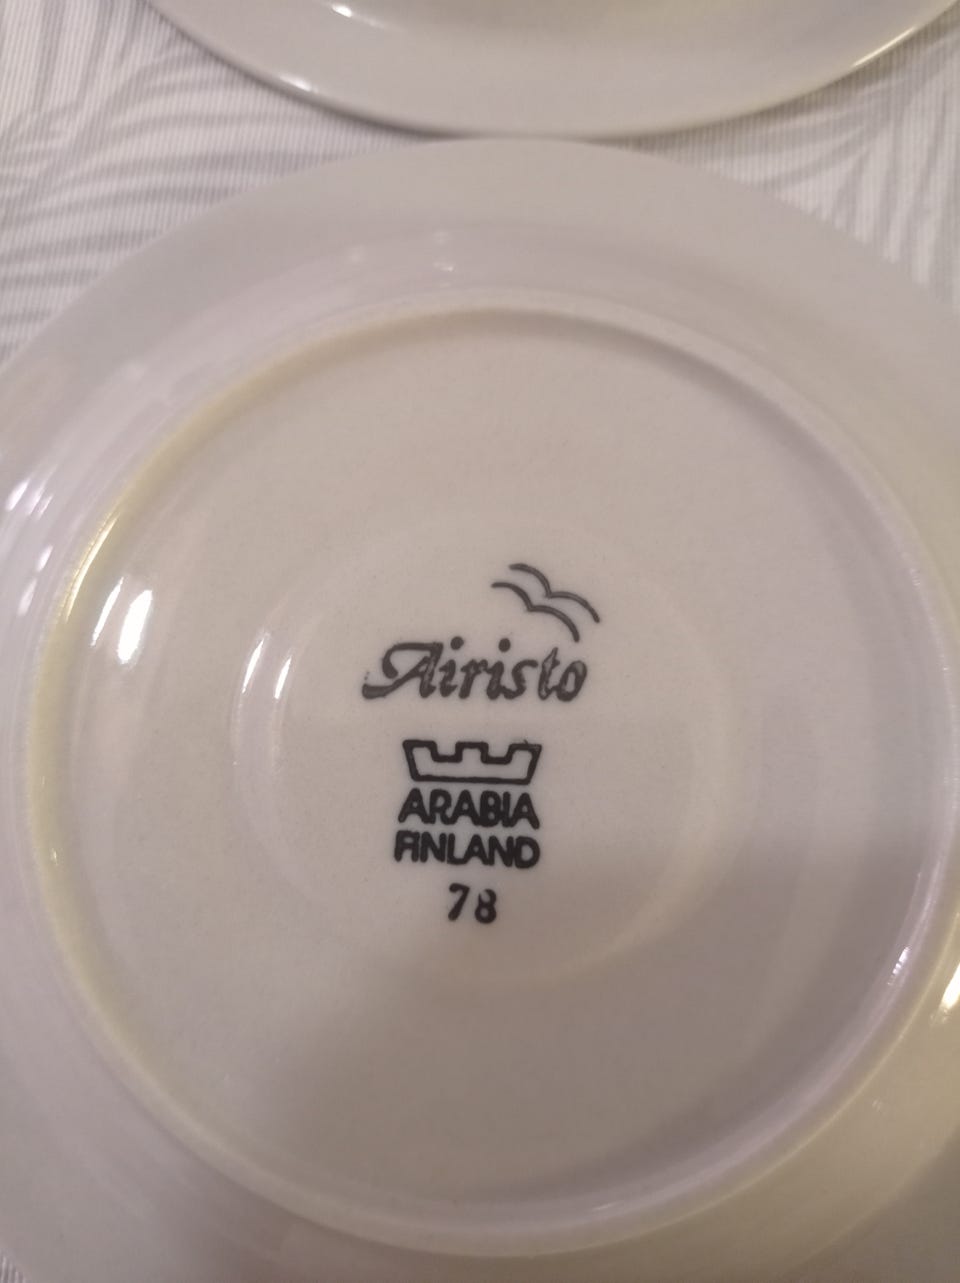 Airisto
ARABIA
FINLAND
78